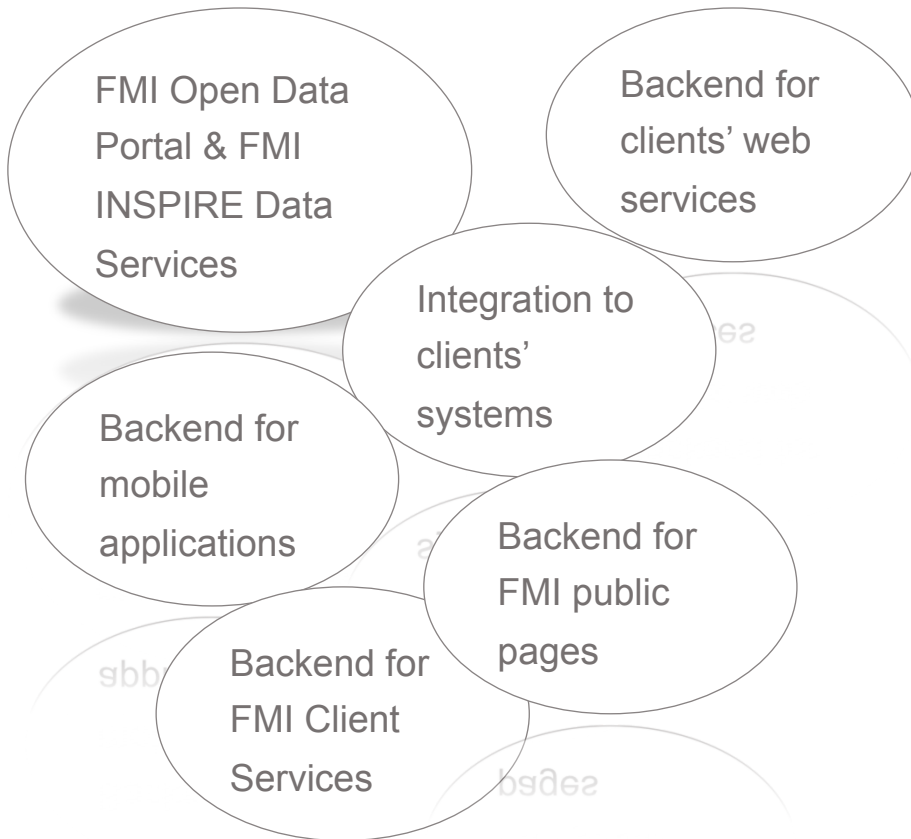 FMI Open Data
Portal & FMI
INSPIRE Data
Services
Backend for
clients' web
services
Integration to
clients'
systems
Backend for
mobile
applications
Backend for
FMI public
pages
Backend for
FMI Client
Services